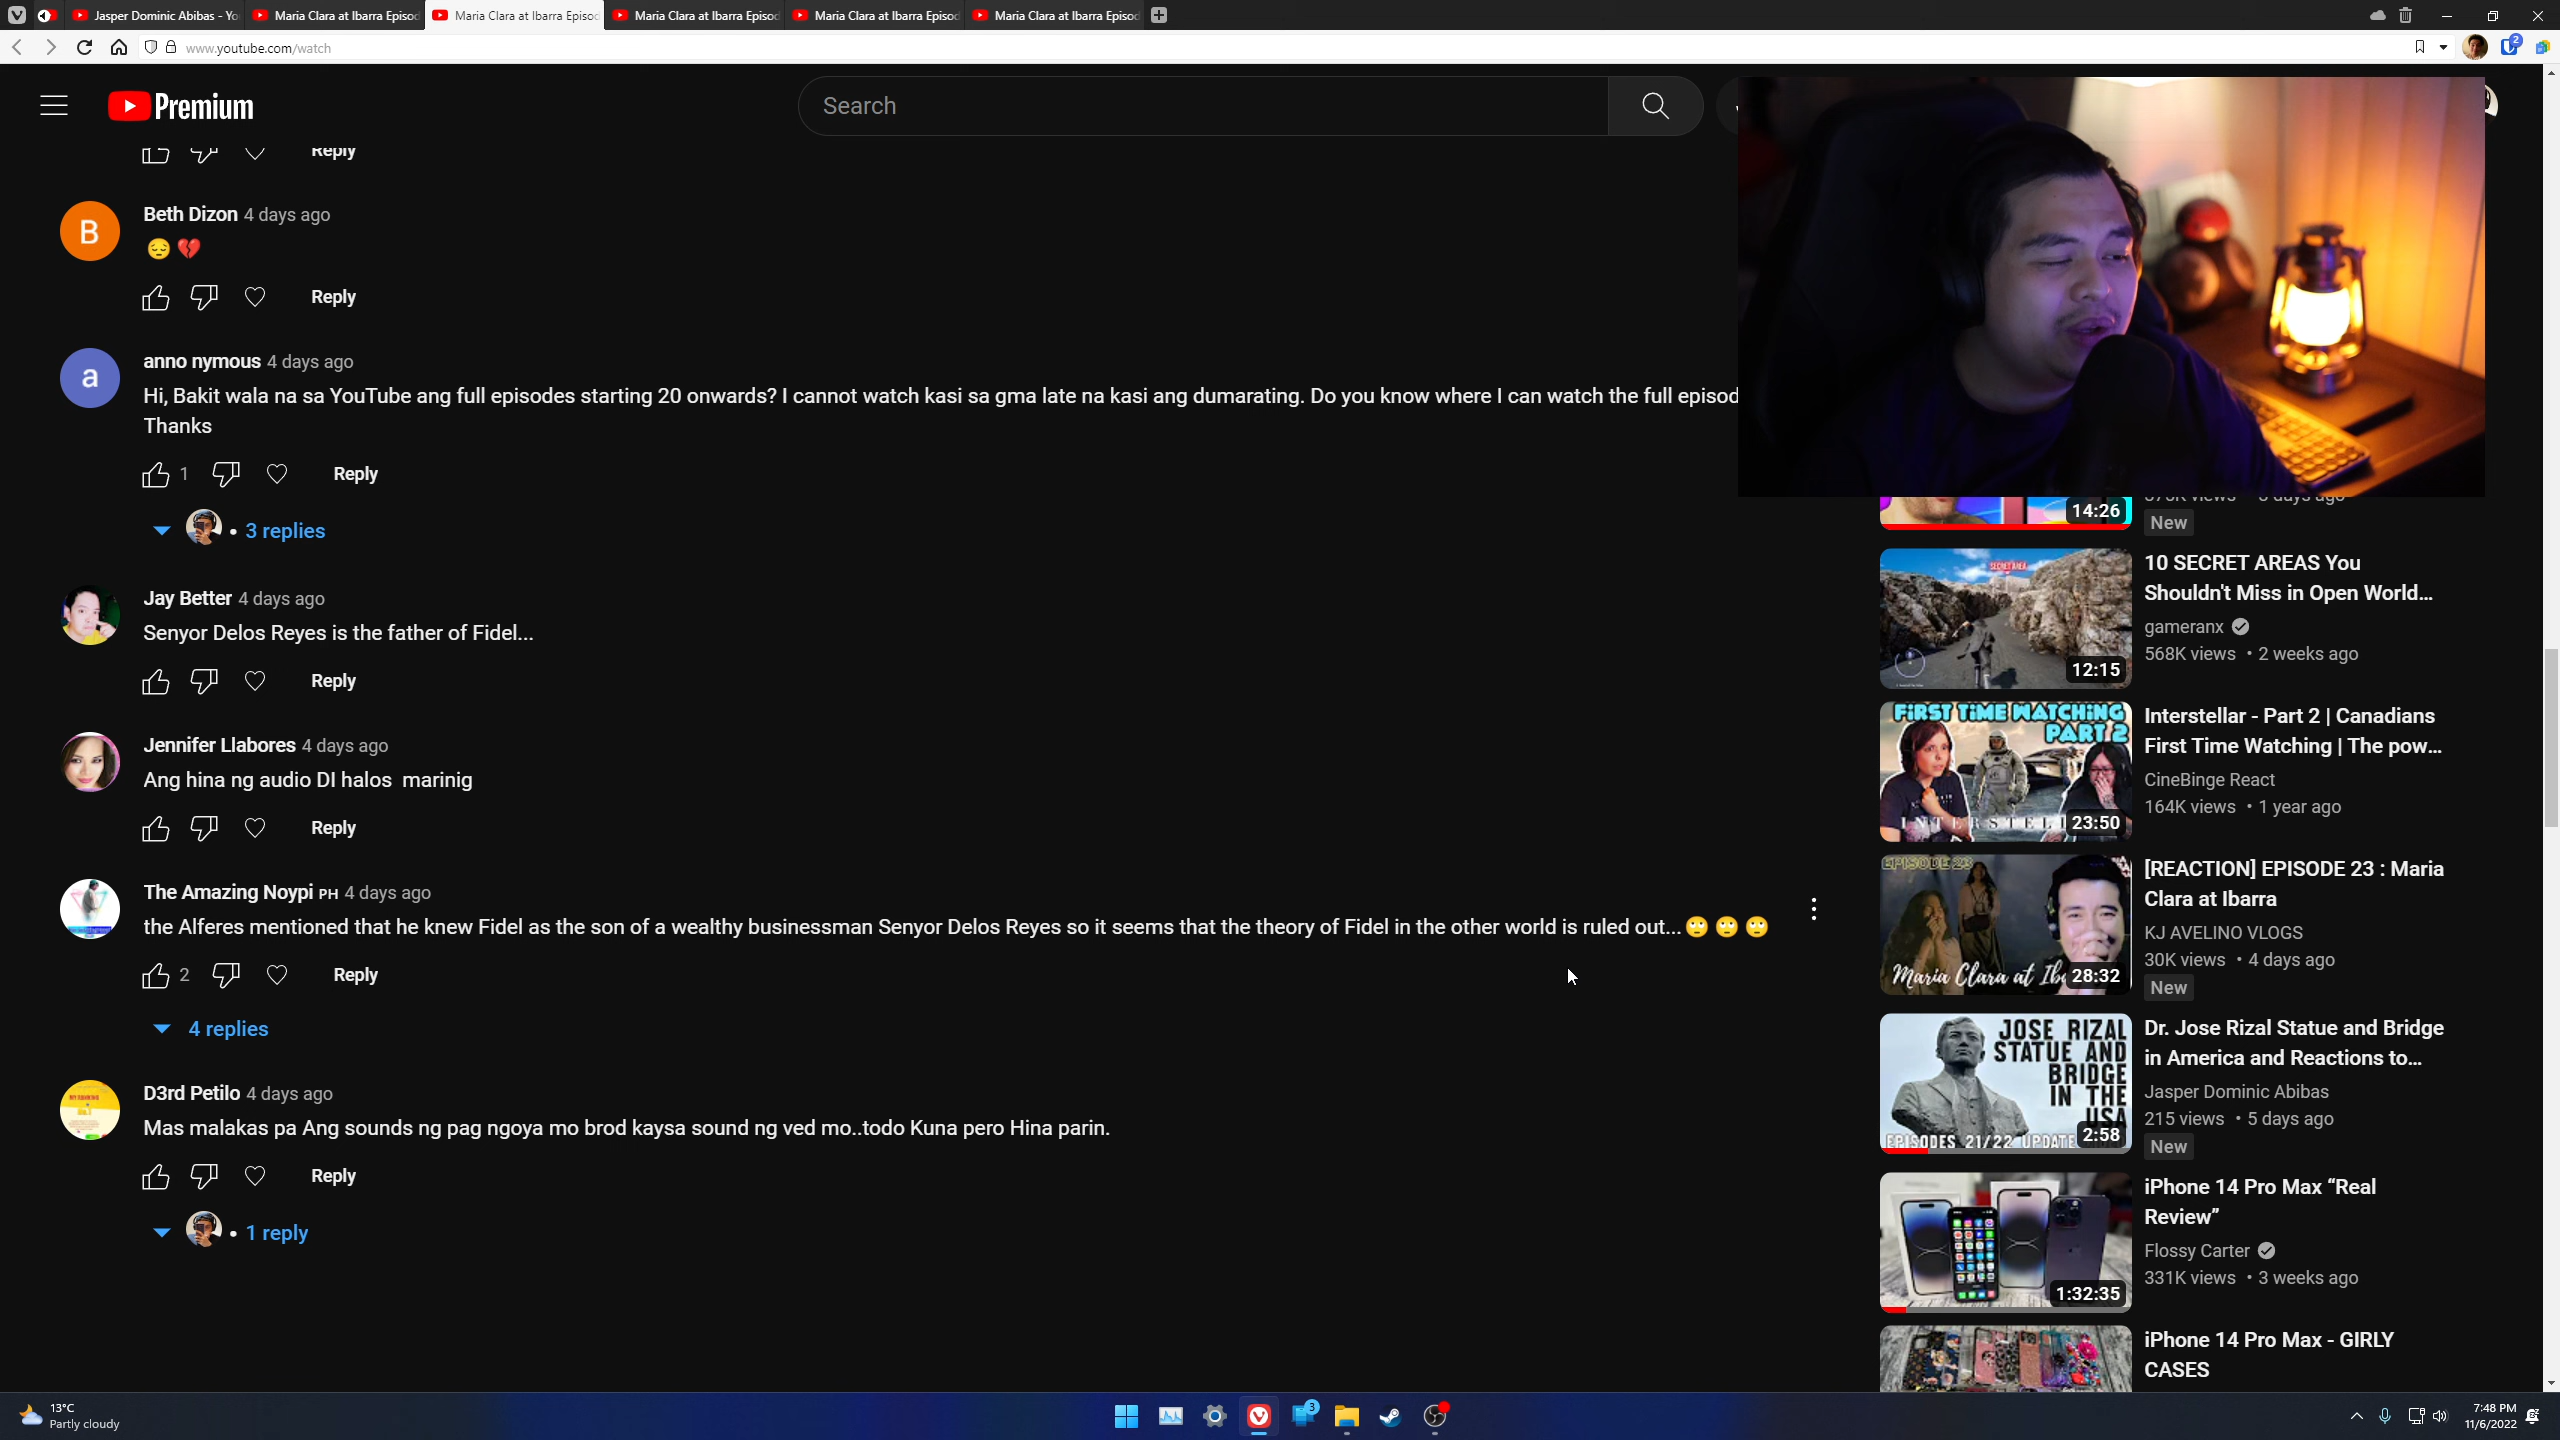 Jasper Dominic Abibas - Yo
Maria Clara at Ibarra Episod
Maria Clara at Ibarra Episod
Maria Clara at Ibarra Episod
Maria Clara at Ibarra Episod
Maria Clara at Ibarra Episod
www.youtube.com/watch
2
Premium
Search
Reply
B
Beth Dizon 4 days ago
😔💔
Reply
a
anno nymous 4 days ago
Hi, Bakit wala na sa YouTube ang full episodes starting 20 onwards? I cannot watch kasi sa gma late na kasi ang dumarating. Do you know where I can watch the full episod
Thanks
1
Reply
• 3 replies
Jay Better 4 days ago
Senyor Delos Reyes is the father of Fidel...
Reply
Jennifer Llabores 4 days ago
Ang hina ng audio DI halos marinig
Reply
The Amazing Noypi PH 4 days ago
the Alferes mentioned that he knew Fidel as the son of a wealthy businessman Senyor Delos Reyes so it seems that the theory of Fidel in the other world is ruled out...🙄🙄🙄
2
Reply
4 replies
D3rd Petilo 4 days ago
Mas malakas pa Ang sounds ng pag ngoya mo brod kaysa sound ng ved mo..todo Kuna pero Hina parin.
Reply
• 1 reply
14:26
New
SECRET AREA
12:15
10 SECRET AREAS You
Shouldn't Miss in Open World...
gameranx
568K views • 2 weeks ago
FiRST TiME WATCHiNG
PART 2
23:50
Interstellar - Part 2 | Canadians
First Time Watching | The pow...
CineBinge React
164K views • 1 year ago
EPISODE 23
Maria Clara at Ib
28:32
[REACTION] EPISODE 23 : Maria
Clara at Ibarra
KJ AVELINO VLOGS
30K views • 4 days ago
New
JOSE RIZAL
STATUE AND
BRIDGE
IN THE
USA
EPISODES 21/22 UPDATE
2:58
Dr. Jose Rizal Statue and Bridge
in America and Reactions to...
Jasper Dominic Abibas
215 views • 5 days ago
New
1:32:35
iPhone 14 Pro Max “Real
Review”
Flossy Carter
331K views • 3 weeks ago
iPhone 14 Pro Max - GIRLY
CASES
13°C
Partly cloudy
3
7:48 PM
11/6/2022